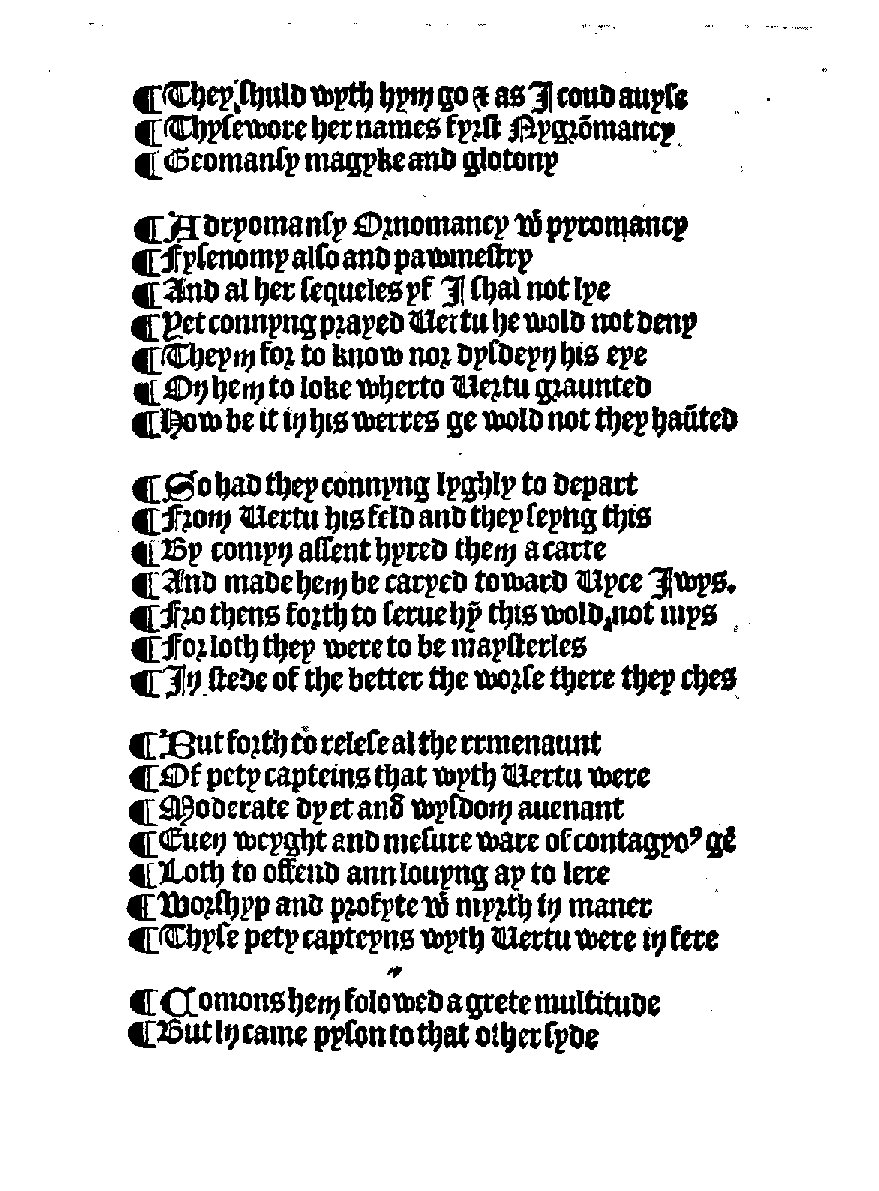 ¶ They ſhuld wyth hym go & as I coud auyſe
¶ Thyſe wore her names fyrſt Nygrōmancy
¶ Geomanſy magyke and glotony
¶ Adryomanſy Ornomancy wͭ pyromancy
¶ Fyſenomy alſo and pawmeſtry
¶ And al her ſequeles yf I ſhal not lye
¶ Yet connyng prayed Uertu he wold not deny
¶ Theym for to know nor dyſdeyn his eye
¶ On hem to loke wherto Uertu graunted
¶ How be it in his werres ge wold not they haūted
¶ So had they connyng lyghly to depart
¶ From Uertu his feld and they ſeyng this
¶ By compyn aſſent hyred them a carte
¶ And made hem be caryed toward Uyce Iwys.
¶ Fro thens forth to ſerue hȳ this wold not mys
¶ For loth they were to be mayſterles
¶ In ſtede of the better the worſe there they ches
¶ But forth to releſe al the rrmenaunt
¶ Of pety capteins that wyth Uertu were
¶ Moderate dyet and wyſdom auenant
¶ Euen weyght and meſure ware of contagyoꝰ
¶ Loth to offend ann louyng ay to lere
¶ Worſhyp and profyte wͭ myrth in maner
¶ Thyſe pety capteyns wyth Uertu were in fere
¶ Comons hem folowed a grete multitude
¶ But in came pyſon to that other ſyde